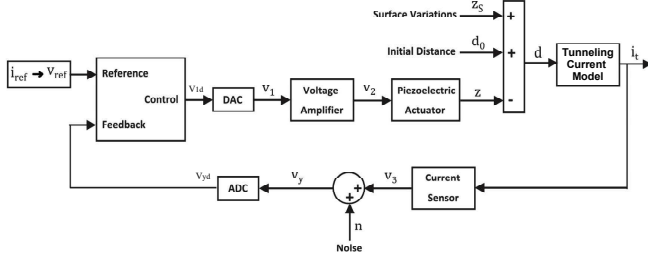 Surface Variations
z_S
+
Initial Distance
d_0
+
d
Tunneling
Current
Model
i_t
i_ref → v_ref
Reference
Control
Feedback
V_1d
DAC
v_1
Voltage
Amplifier
v_2
Piezoelectric
Actuator
z
-
V_yd
ADC
v_y
+
+
v_3
Current
Sensor
n
Noise